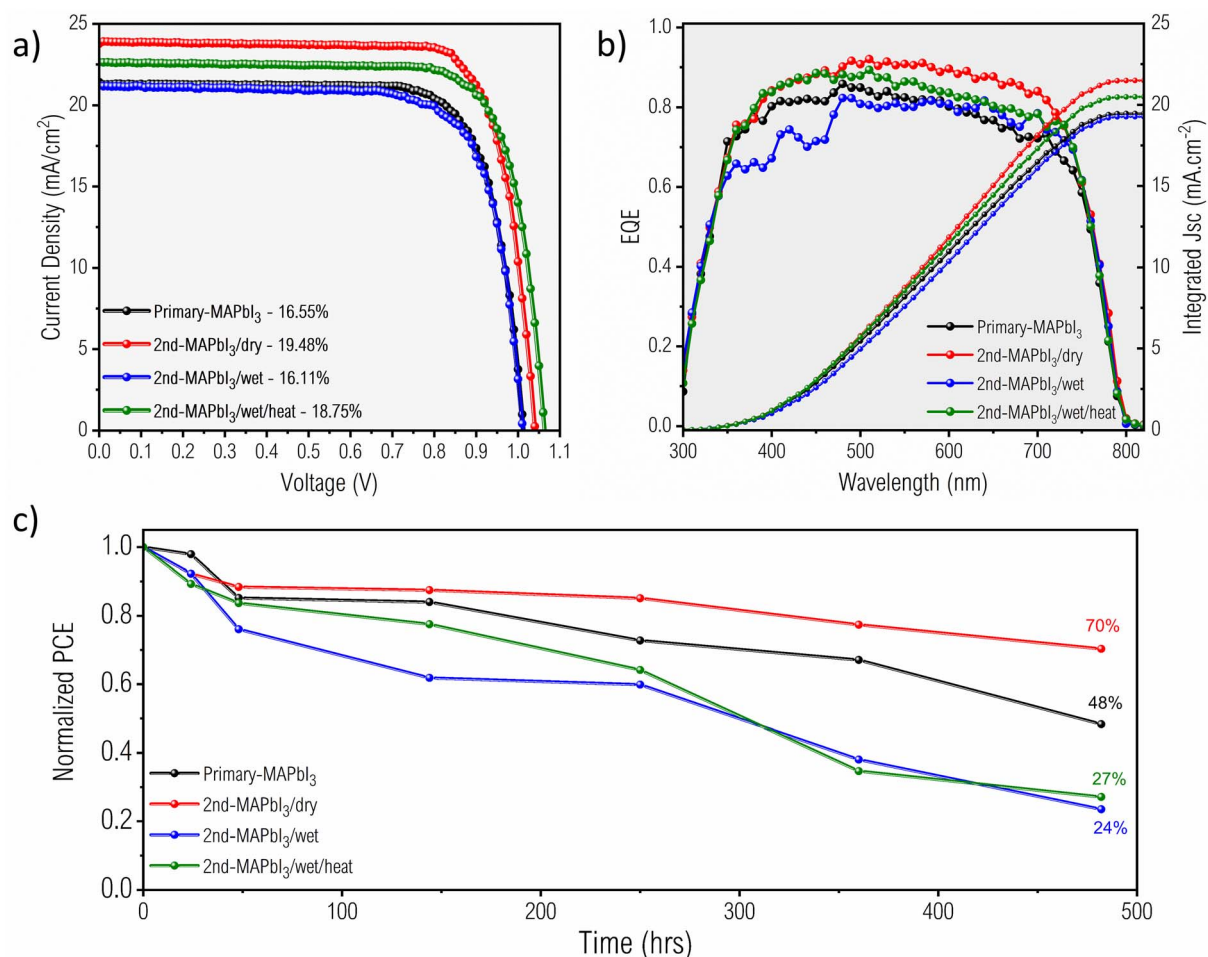 a)
25
20
15
10
5
0
Current Density (mA/cm²)
Primary-MAPbI₃ - 16.55%
2nd-MAPbI₃/dry - 19.48%
2nd-MAPbI₃/wet - 16.11%
2nd-MAPbI₃/wet/heat - 18.75%
0.0 0.1 0.2 0.3 0.4 0.5 0.6 0.7 0.8 0.9 1.0 1.1
Voltage (V)
b)
1.0
0.8
0.6
0.4
0.2
0.0
EQE
25
20
15
10
5
0
Integrated Jsc (mA.cm⁻²)
Primary-MAPbI₃
2nd-MAPbI₃/dry
2nd-MAPbI₃/wet
2nd-MAPbI₃/wet/heat
300 400 500 600 700 800
Wavelength (nm)
c)
1.0
0.8
0.6
0.4
0.2
0.0
Normalized PCE
70%
48%
27%
24%
Primary-MAPbI₃
2nd-MAPbI₃/dry
2nd-MAPbI₃/wet
2nd-MAPbI₃/wet/heat
0 100 200 300 400 500
Time (hrs)